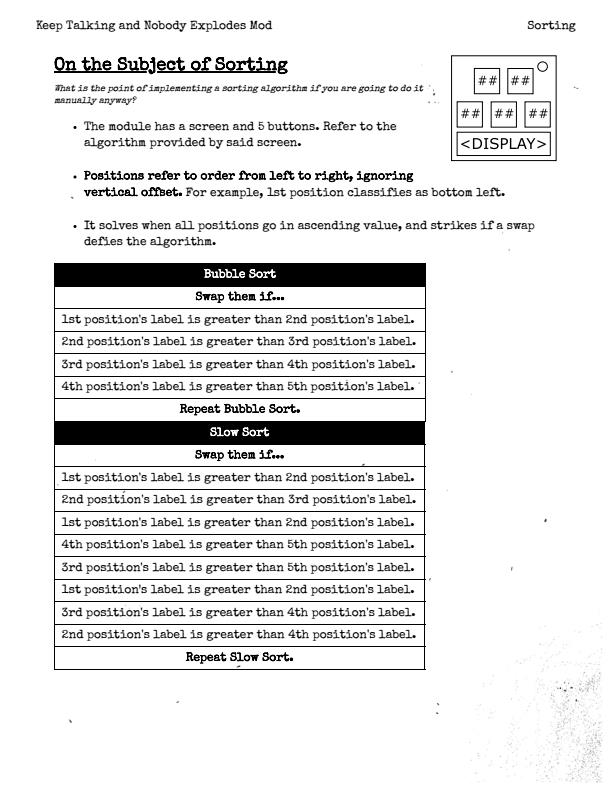 Keep Talking and Nobody Explodes Mod
Sorting
On the Subject of Sorting
What is the point of implementing a sorting algorithm if you are going to do it
manually anyway?
## ##
## ## ##
<DISPLAY>
• The module has a screen and 5 buttons. Refer to the
algorithm provided by said screen.
• Positions refer to order from left to right, ignoring
vertical offset. For example, 1st position classifies as bottom left.
• It solves when all positions go in ascending value, and strikes if a swap
defies the algorithm.
Bubble Sort
Swap them if...
1st position's label is greater than 2nd position's label.
2nd position's label is greater than 3rd position's label.
3rd position's label is greater than 4th position's label.
4th position's label is greater than 5th position's label.
Repeat Bubble Sort.
Slow Sort
Swap them if...
1st position's label is greater than 2nd position's label.
2nd position's label is greater than 3rd position's label.
1st position's label is greater than 2nd position's label.
4th position's label is greater than 5th position's label.
3rd position's label is greater than 5th position's label.
1st position's label is greater than 2nd position's label.
3rd position's label is greater than 4th position's label.
2nd position's label is greater than 4th position's label.
Repeat Slow Sort.